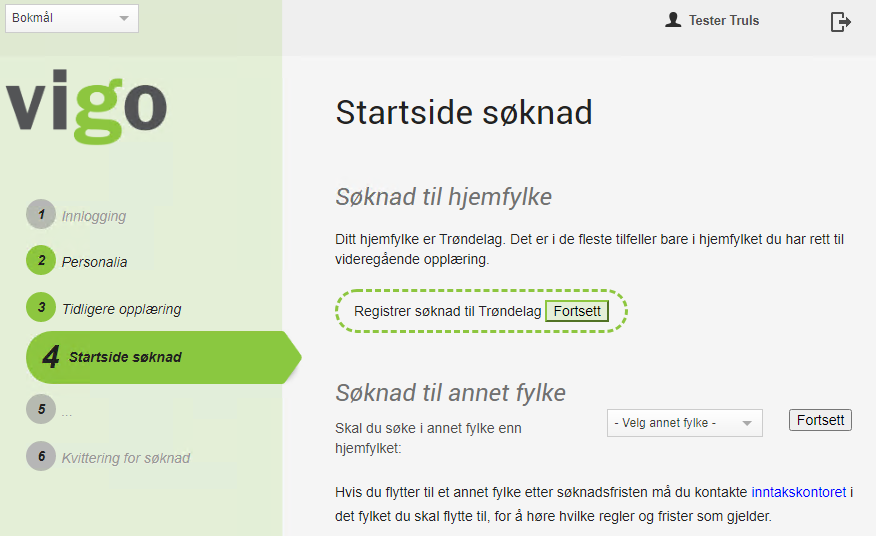 Bokmål
Tester Truls
vigo
1 Innlogging
2 Personalia
3 Tidligere opplæring
4 Startside søknad
5 ...
6 Kvittering for søknad
Startside søknad
Søknad til hjemfylke
Ditt hjemfylke er Trøndelag. Det er i de fleste tilfeller bare i hjemfylket du har rett til
videregående opplæring.
Registrer søknad til Trøndelag Fortsett
Søknad til annet fylke
Skal du søke i annet fylke enn
hjemfylket:
- Velg annet fylke -
Fortsett
Hvis du flytter til et annet fylke etter søknadsfristen må du kontakte inntakskontoret i
det fylket du skal flytte til, for å høre hvilke regler og frister som gjelder.